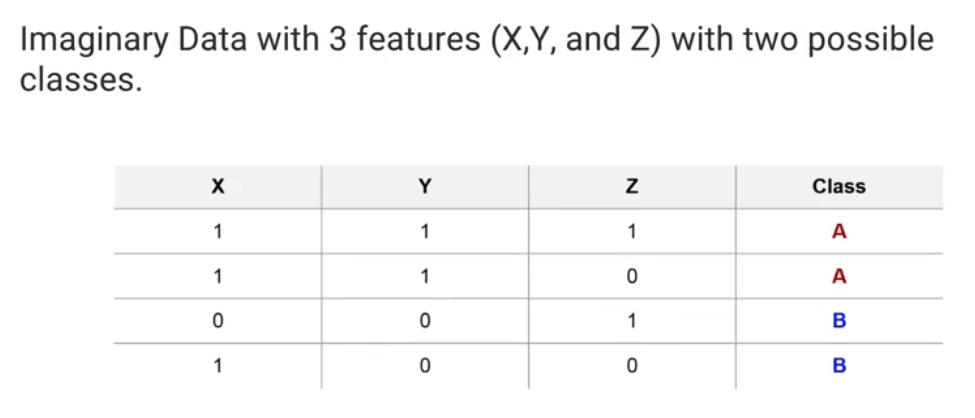 Imaginary Data with 3 features (X,Y, and Z) with two possible
classes.
X Y Z Class
1 1 1 A
1 1 0 A
0 0 1 B
1 0 0 B